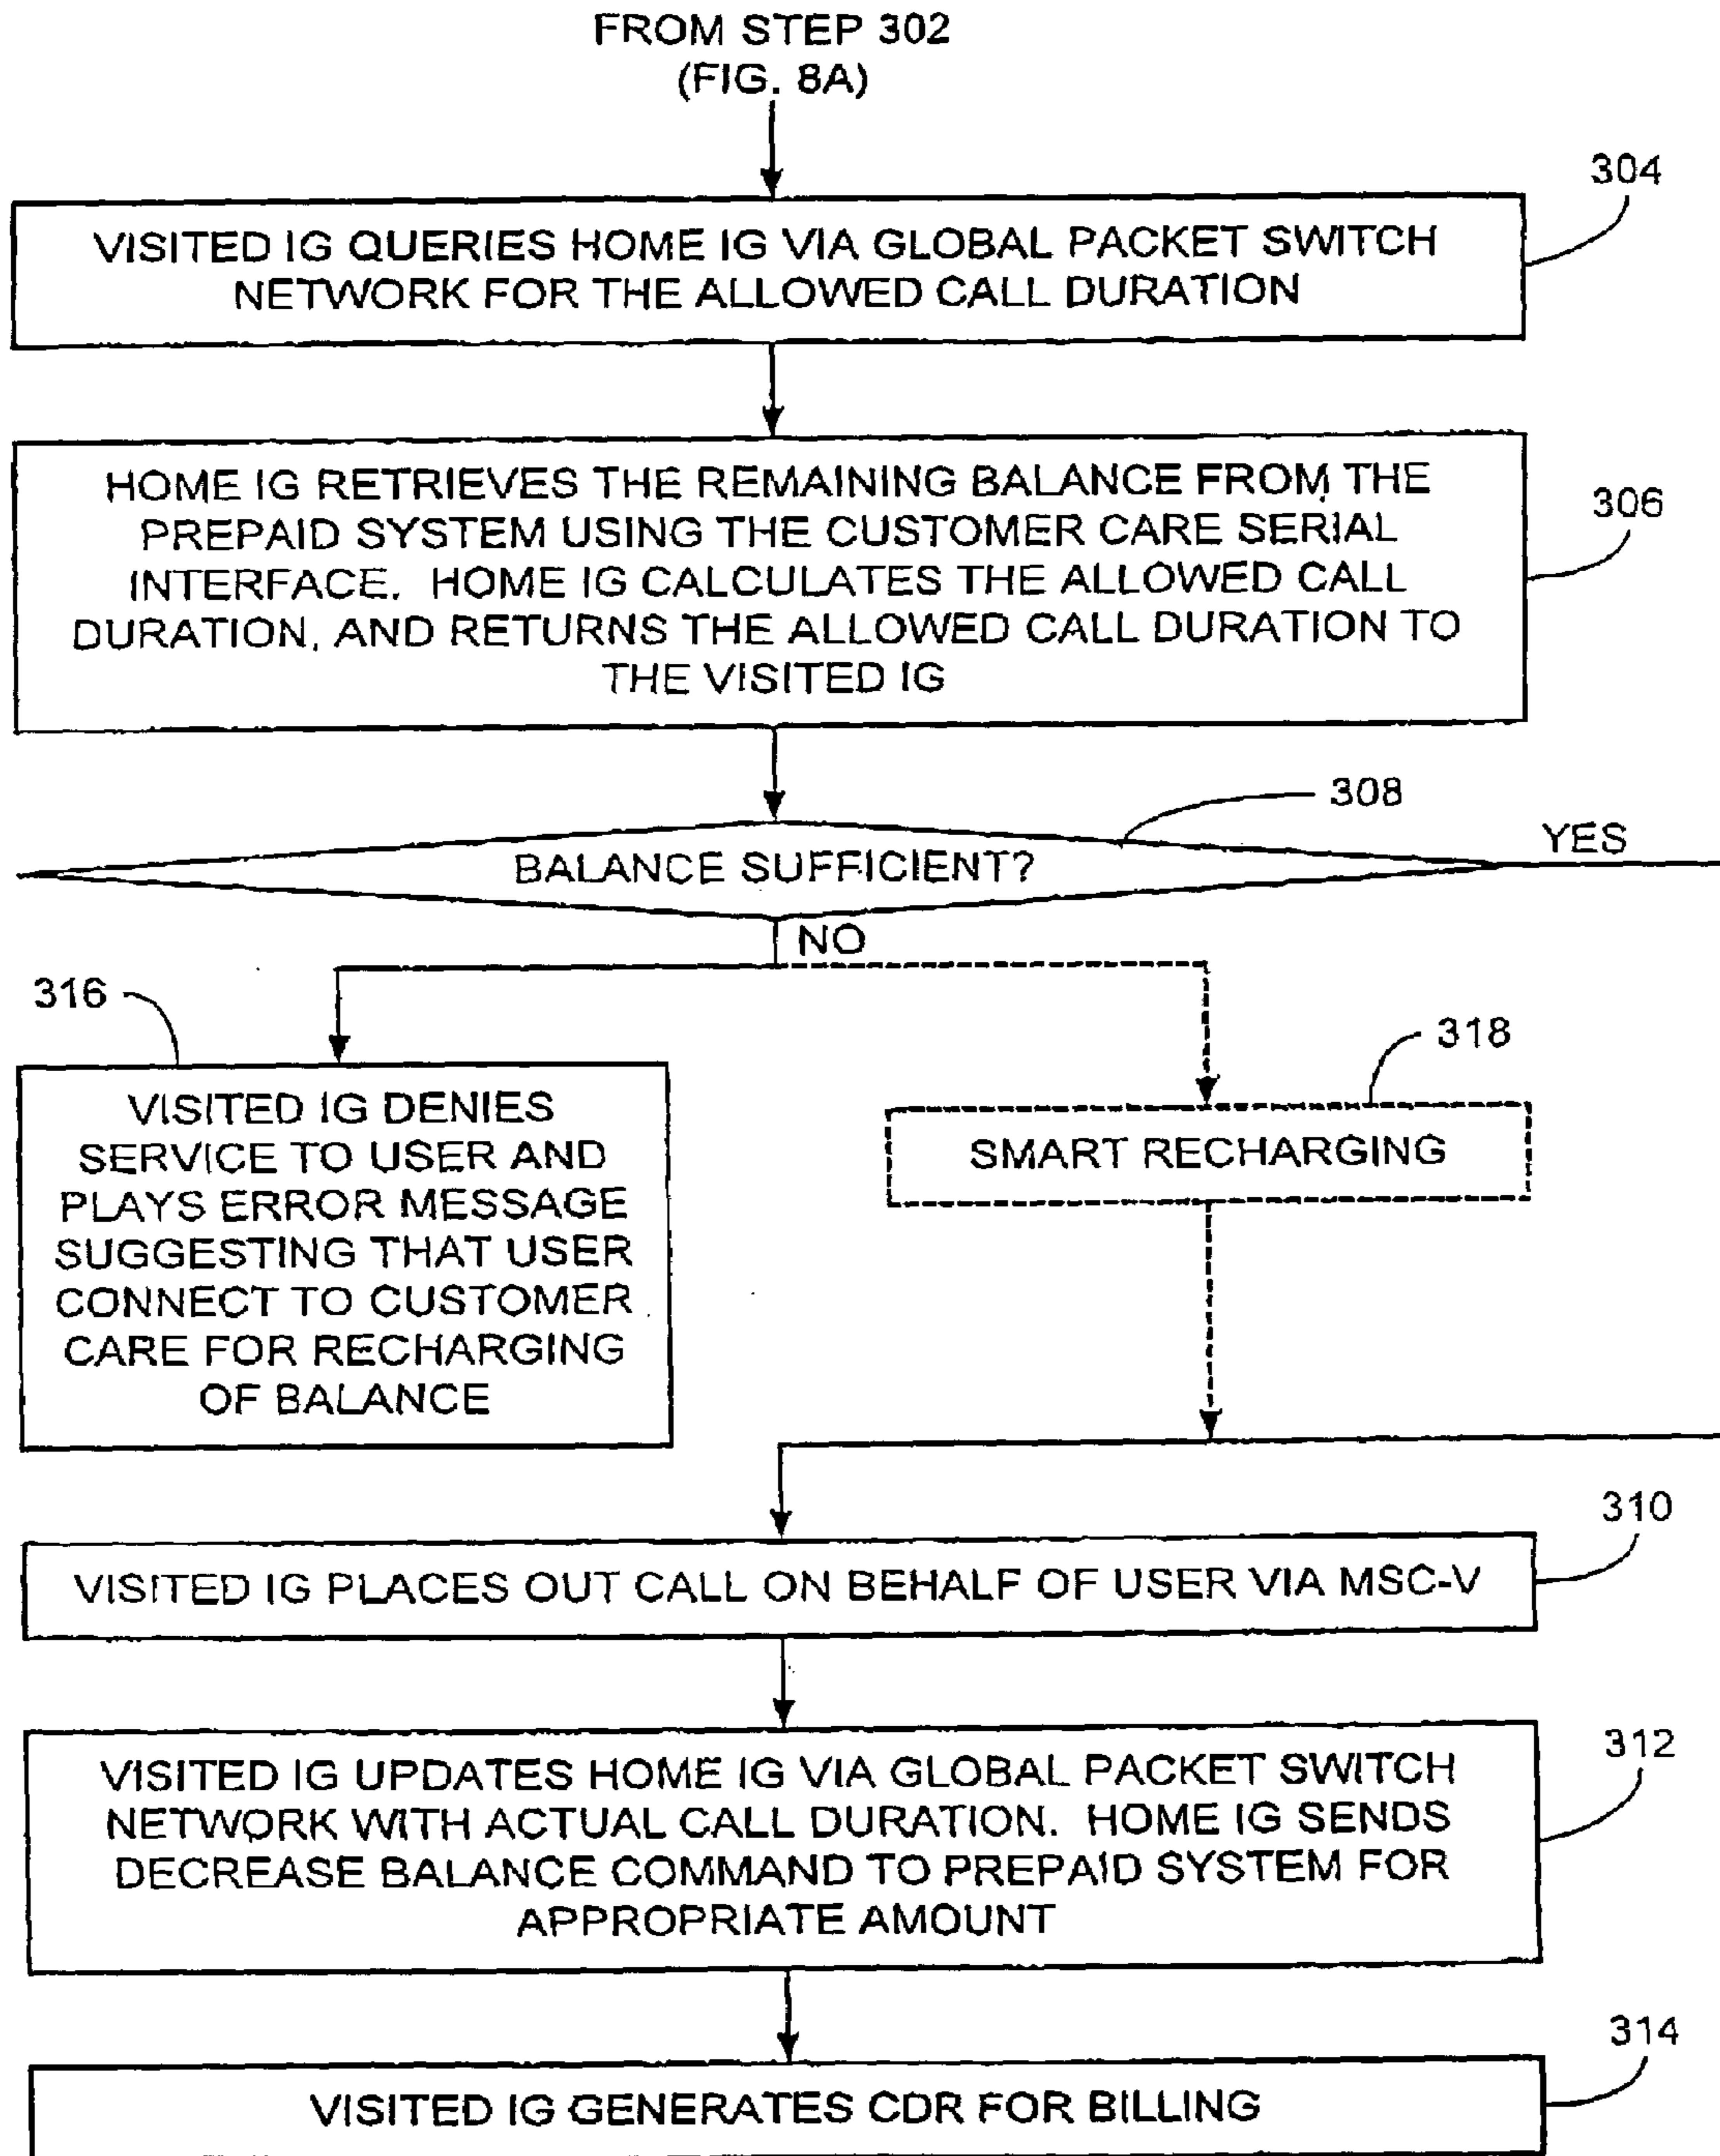 FROM STEP 302
(FIG. 8A)
304
VISITED IG QUERIES HOME IG VIA GLOBAL PACKET SWITCH
NETWORK FOR THE ALLOWED CALL DURATION
HOME IG RETRIEVES THE REMAINING BALANCE FROM THE
PREPAID SYSTEM USING THE CUSTOMER CARE SERIAL
INTERFACE. HOME IG CALCULATES THE ALLOWED CALL
DURATION, AND RETURNS THE ALLOWED CALL DURATION TO
THE VISITED IG
306
308
BALANCE SUFFICIENT?
YES
NO
316
VISITED IG DENIES
SERVICE TO USER AND
PLAYS ERROR MESSAGE
SUGGESTING THAT USER
CONNECT TO CUSTOMER
CARE FOR RECHARGING
OF BALANCE
318
SMART RECHARGING
310
VISITED IG PLACES OUT CALL ON BEHALF OF USER VIA MSC-V
312
VISITED IG UPDATES HOME IG VIA GLOBAL PACKET SWITCH
NETWORK WITH ACTUAL CALL DURATION. HOME IG SENDS
DECREASE BALANCE COMMAND TO PREPAID SYSTEM FOR
APPROPRIATE AMOUNT
314
VISITED IG GENERATES CDR FOR BILLING